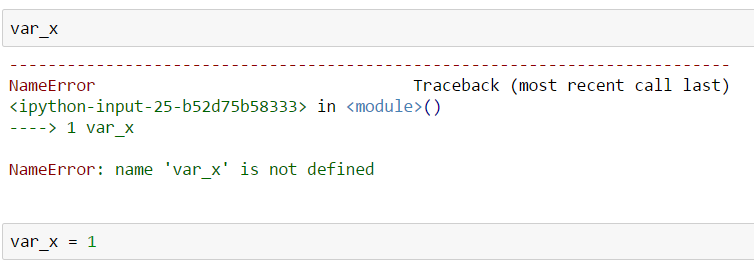 var_x
---------------------------------------------------------------------------
NameError                                 Traceback (most recent call last)
<ipython-input-25-b52d75b58333> in <module>()
----> 1 var_x

NameError: name 'var_x' is not defined

var_x = 1